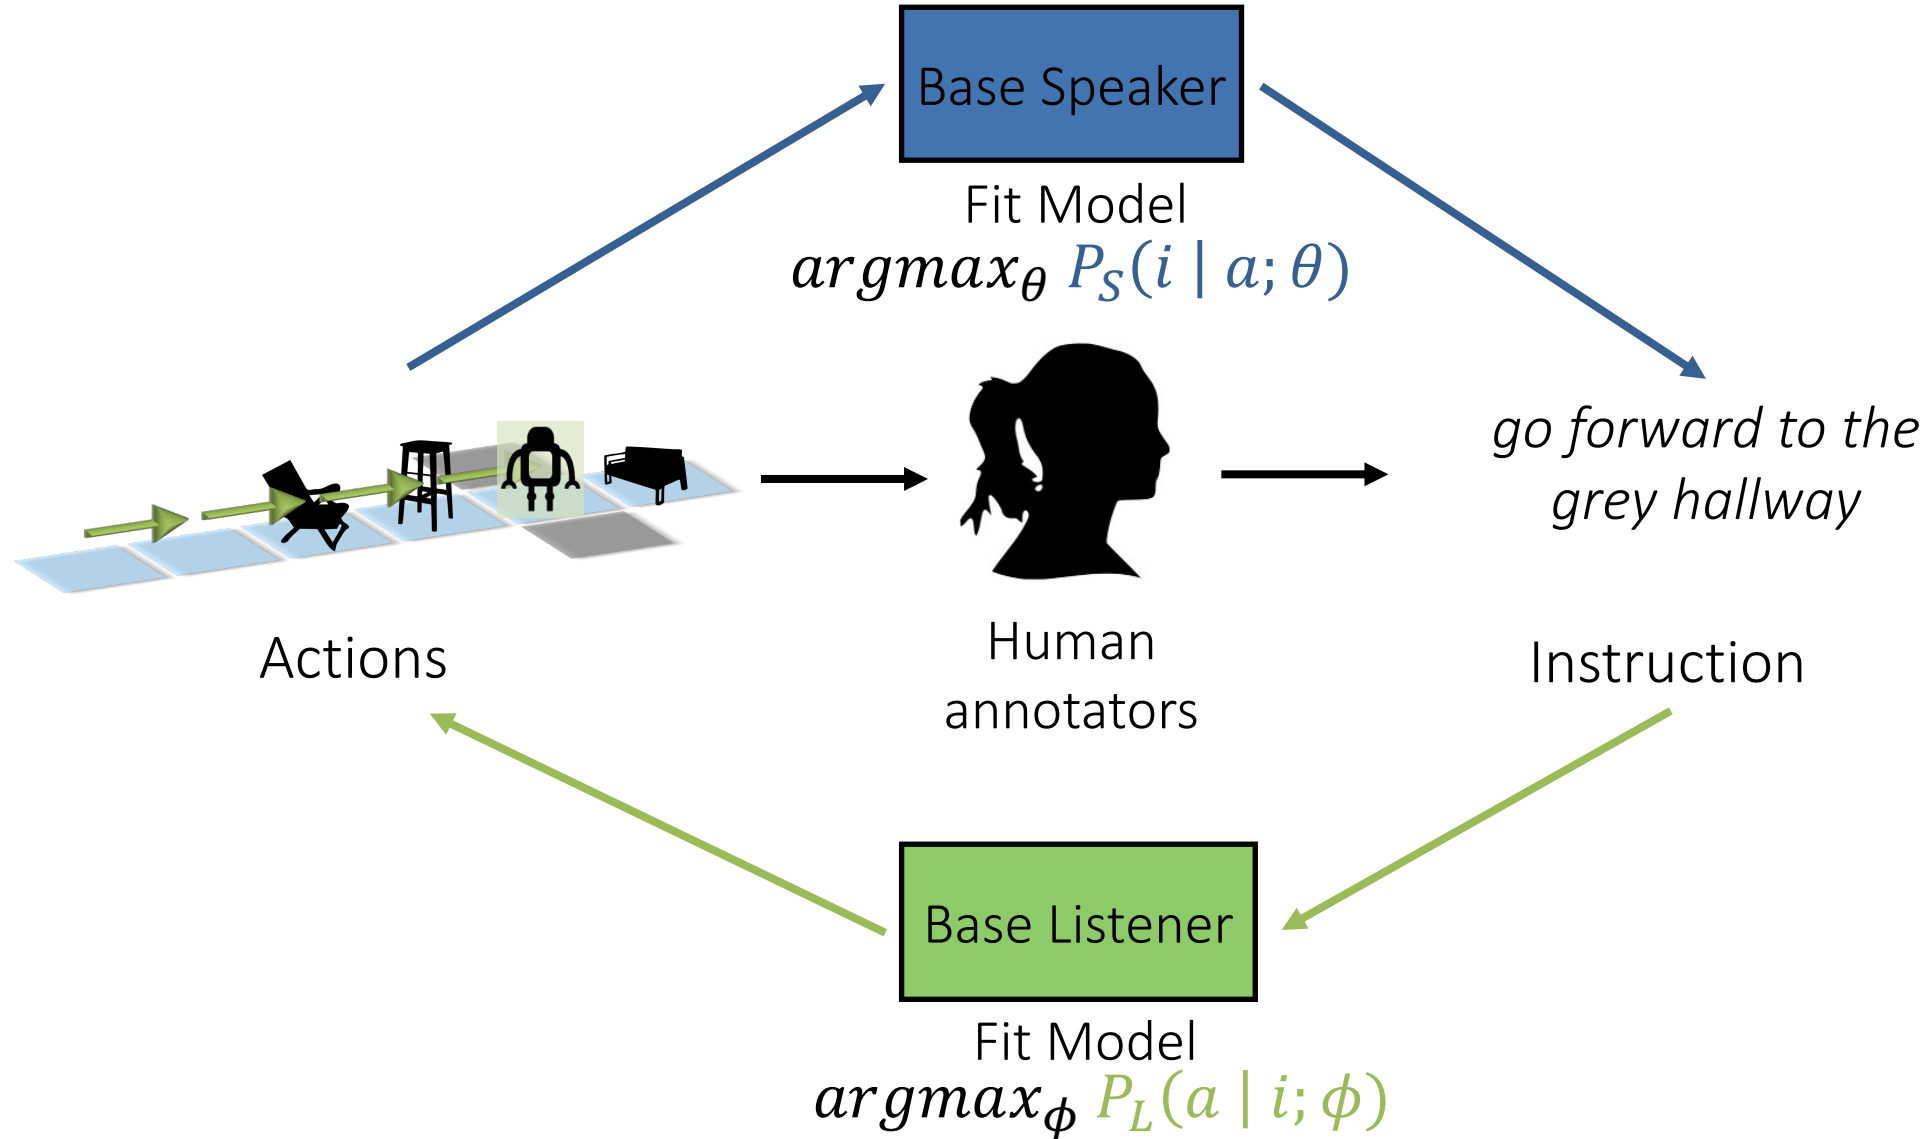 Base Speaker
Fit Model
argmax_θ P_S(i | a; θ)
go forward to the
grey hallway
Actions
Human
annotators
Instruction
Base Listener
Fit Model
argmax_ϕ P_L(a | i; ϕ)